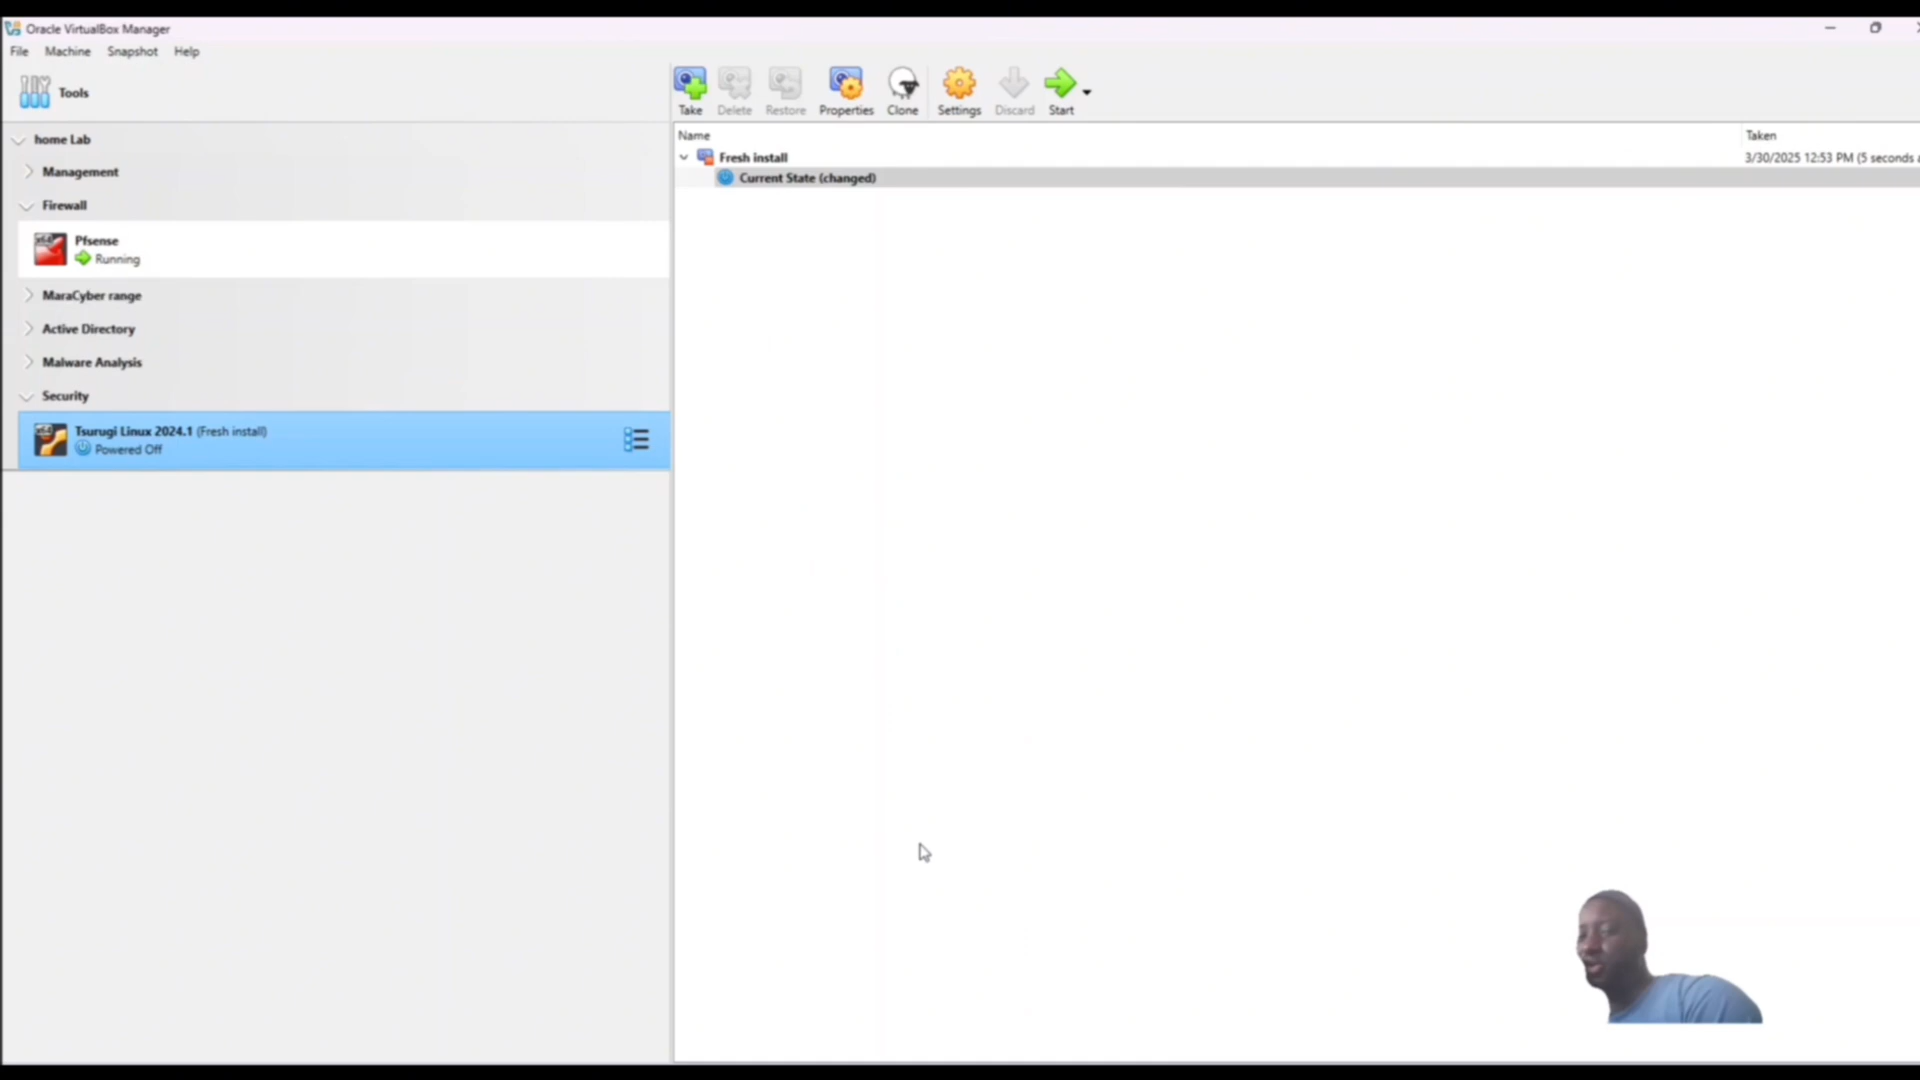 Oracle VirtualBox Manager
File Machine Snapshot Help
Tools
Take Delete Restore Properties Clone Settings Discard Start
home Lab
Management
Firewall
Pfsense
Running
MaraCyber range
Active Directory
Malware Analysis
Security
Tsurugi Linux 2024.1 (Fresh install)
Powered Off
Name Taken
Fresh install 3/30/2025 12:53 PM (5 seconds
Current State (changed)